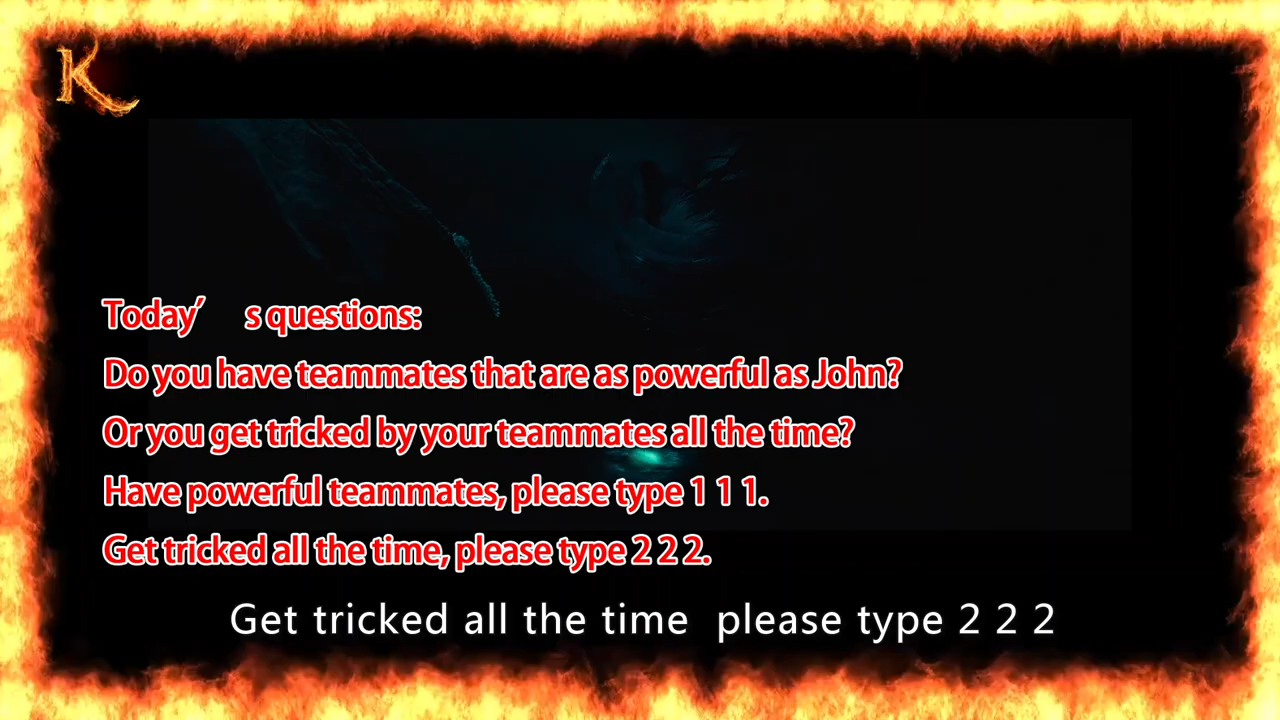 K
Today's questions:
Do you have teammates that are as powerful as John?
Or you get tricked by your teammates all the time?
Have powerful teammates, please type 1 1 1.
Get tricked all the time, please type 2 2 2.
Get tricked all the time please type 2 2 2